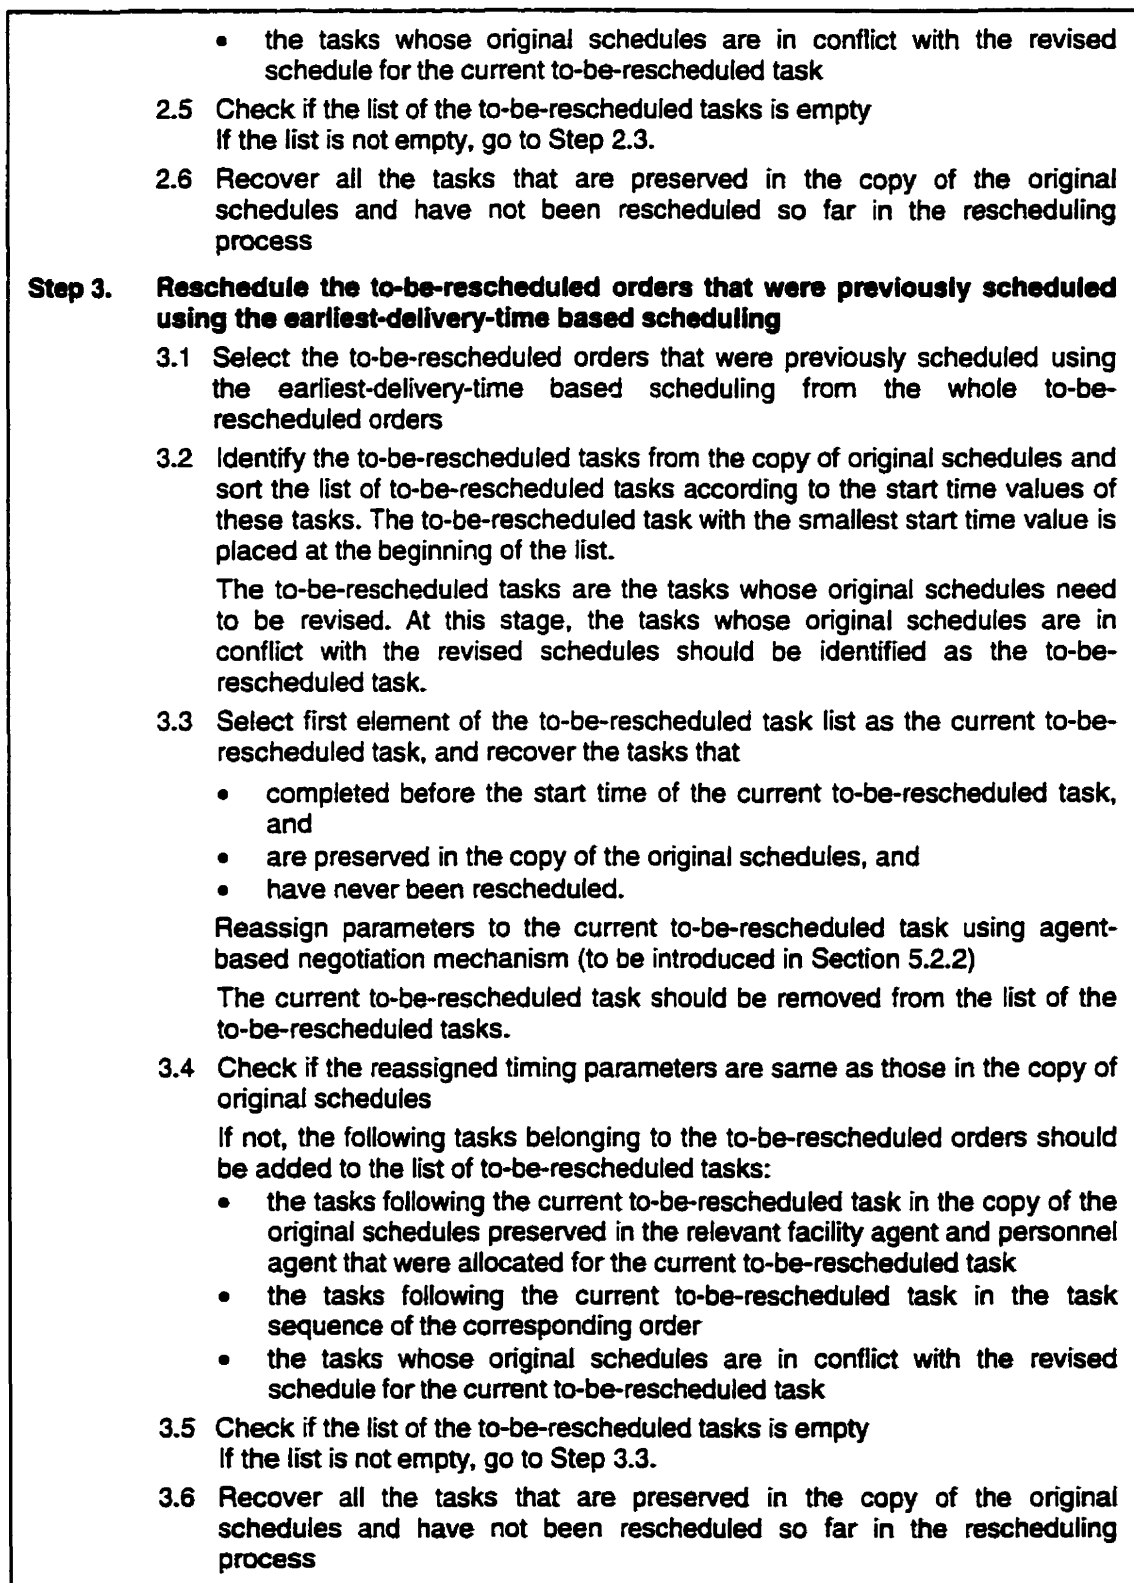 • the tasks whose original schedules are in conflict with the revised
schedule for the current to-be-rescheduled task
2.5 Check if the list of the to-be-rescheduled tasks is empty
If the list is not empty, go to Step 2.3.
2.6 Recover all the tasks that are preserved in the copy of the original
schedules and have not been rescheduled so far in the rescheduling
process
Step 3. Reschedule the to-be-rescheduled orders that were previously scheduled
using the earliest-delivery-time based scheduling
3.1 Select the to-be-rescheduled orders that were previously scheduled using
the earliest-delivery-time based scheduling from the whole to-be-
rescheduled orders
3.2 Identify the to-be-rescheduled tasks from the copy of original schedules and
sort the list of to-be-rescheduled tasks according to the start time values of
these tasks. The to-be-rescheduled task with the smallest start time value is
placed at the beginning of the list.
The to-be-rescheduled tasks are the tasks whose original schedules need
to be revised. At this stage, the tasks whose original schedules are in
conflict with the revised schedules should be identified as the to-be-
rescheduled task.
3.3 Select first element of the to-be-rescheduled task list as the current to-be-
rescheduled task, and recover the tasks that
• completed before the start time of the current to-be-rescheduled task,
and
• are preserved in the copy of the original schedules, and
• have never been rescheduled.
Reassign parameters to the current to-be-rescheduled task using agent-
based negotiation mechanism (to be introduced in Section 5.2.2)
The current to-be-rescheduled task should be removed from the list of the
to-be-rescheduled tasks.
3.4 Check if the reassigned timing parameters are same as those in the copy of
original schedules
If not, the following tasks belonging to the to-be-rescheduled orders should
be added to the list of to-be-rescheduled tasks:
• the tasks following the current to-be-rescheduled task in the copy of the
original schedules preserved in the relevant facility agent and personnel
agent that were allocated for the current to-be-rescheduled task
• the tasks following the current to-be-rescheduled task in the task
sequence of the corresponding order
• the tasks whose original schedules are in conflict with the revised
schedule for the current to-be-rescheduled task
3.5 Check if the list of the to-be-rescheduled tasks is empty
If the list is not empty, go to Step 3.3.
3.6 Recover all the tasks that are preserved in the copy of the original
schedules and have not been rescheduled so far in the rescheduling
process